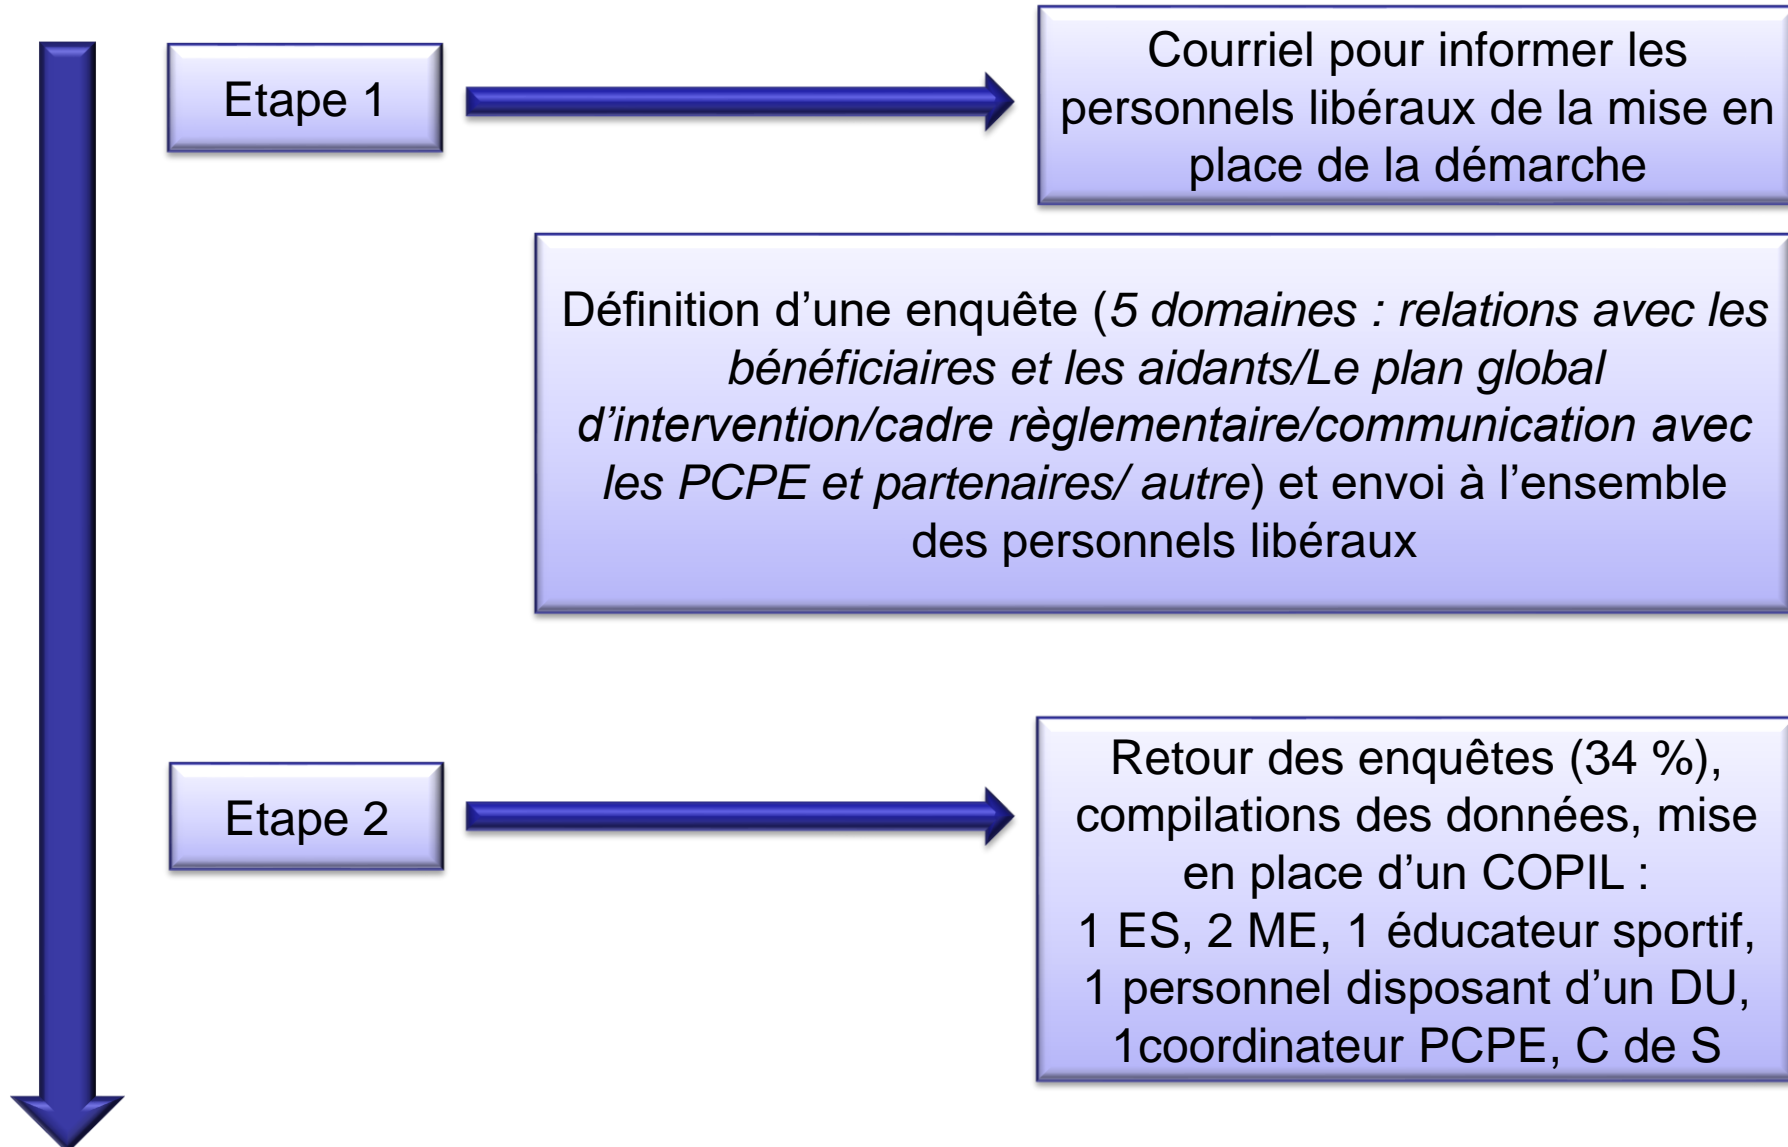 Etape 1
Courriel pour informer les
personnels libéraux de la mise en
place de la démarche
Définition d’une enquête (5 domaines : relations avec les
bénéficiaires et les aidants/Le plan global
d’intervention/cadre règlementaire/communication avec
les PCPE et partenaires/ autre) et envoi à l’ensemble
des personnels libéraux
Etape 2
Retour des enquêtes (34 %),
compilations des données, mise
en place d’un COPIL :
1 ES, 2 ME, 1 éducateur sportif,
1 personnel disposant d’un DU,
1coordinateur PCPE, C de S